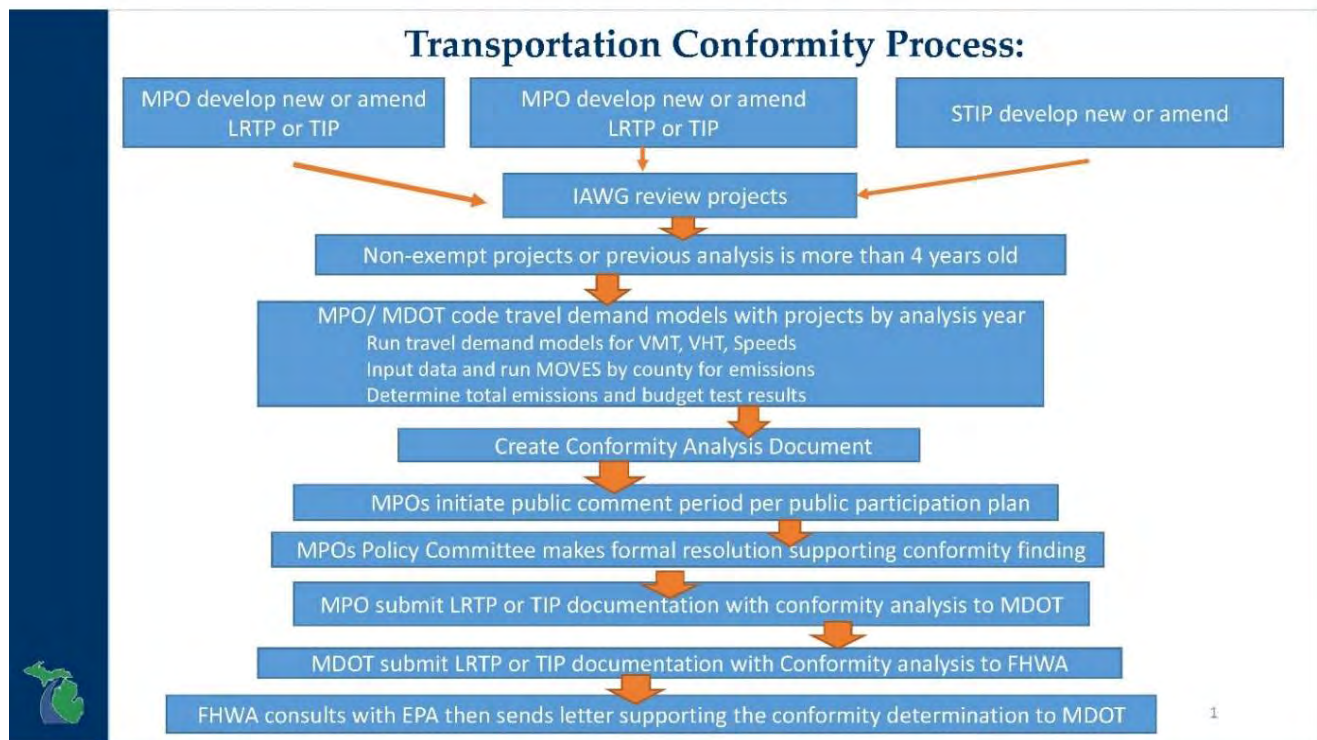 Transportation Conformity Process:
MPO develop new or amend
LRTP or TIP
MPO develop new or amend
LRTP or TIP
STIP develop new or amend
IAWG review projects
Non-exempt projects or previous analysis is more than 4 years old
MPO/ MDOT code travel demand models with projects by analysis year
Run travel demand models for VMT, VHT, Speeds
Input data and run MOVES by county for emissions
Determine total emissions and budget test results
Create Conformity Analysis Document
MPOs initiate public comment period per public participation plan
MPOs Policy Committee makes formal resolution supporting conformity finding
MPO submit LRTP or TIP documentation with conformity analysis to MDOT
MDOT submit LRTP or TIP documentation with Conformity analysis to FHWA
FHWA consults with EPA then sends letter supporting the conformity determination to MDOT
1